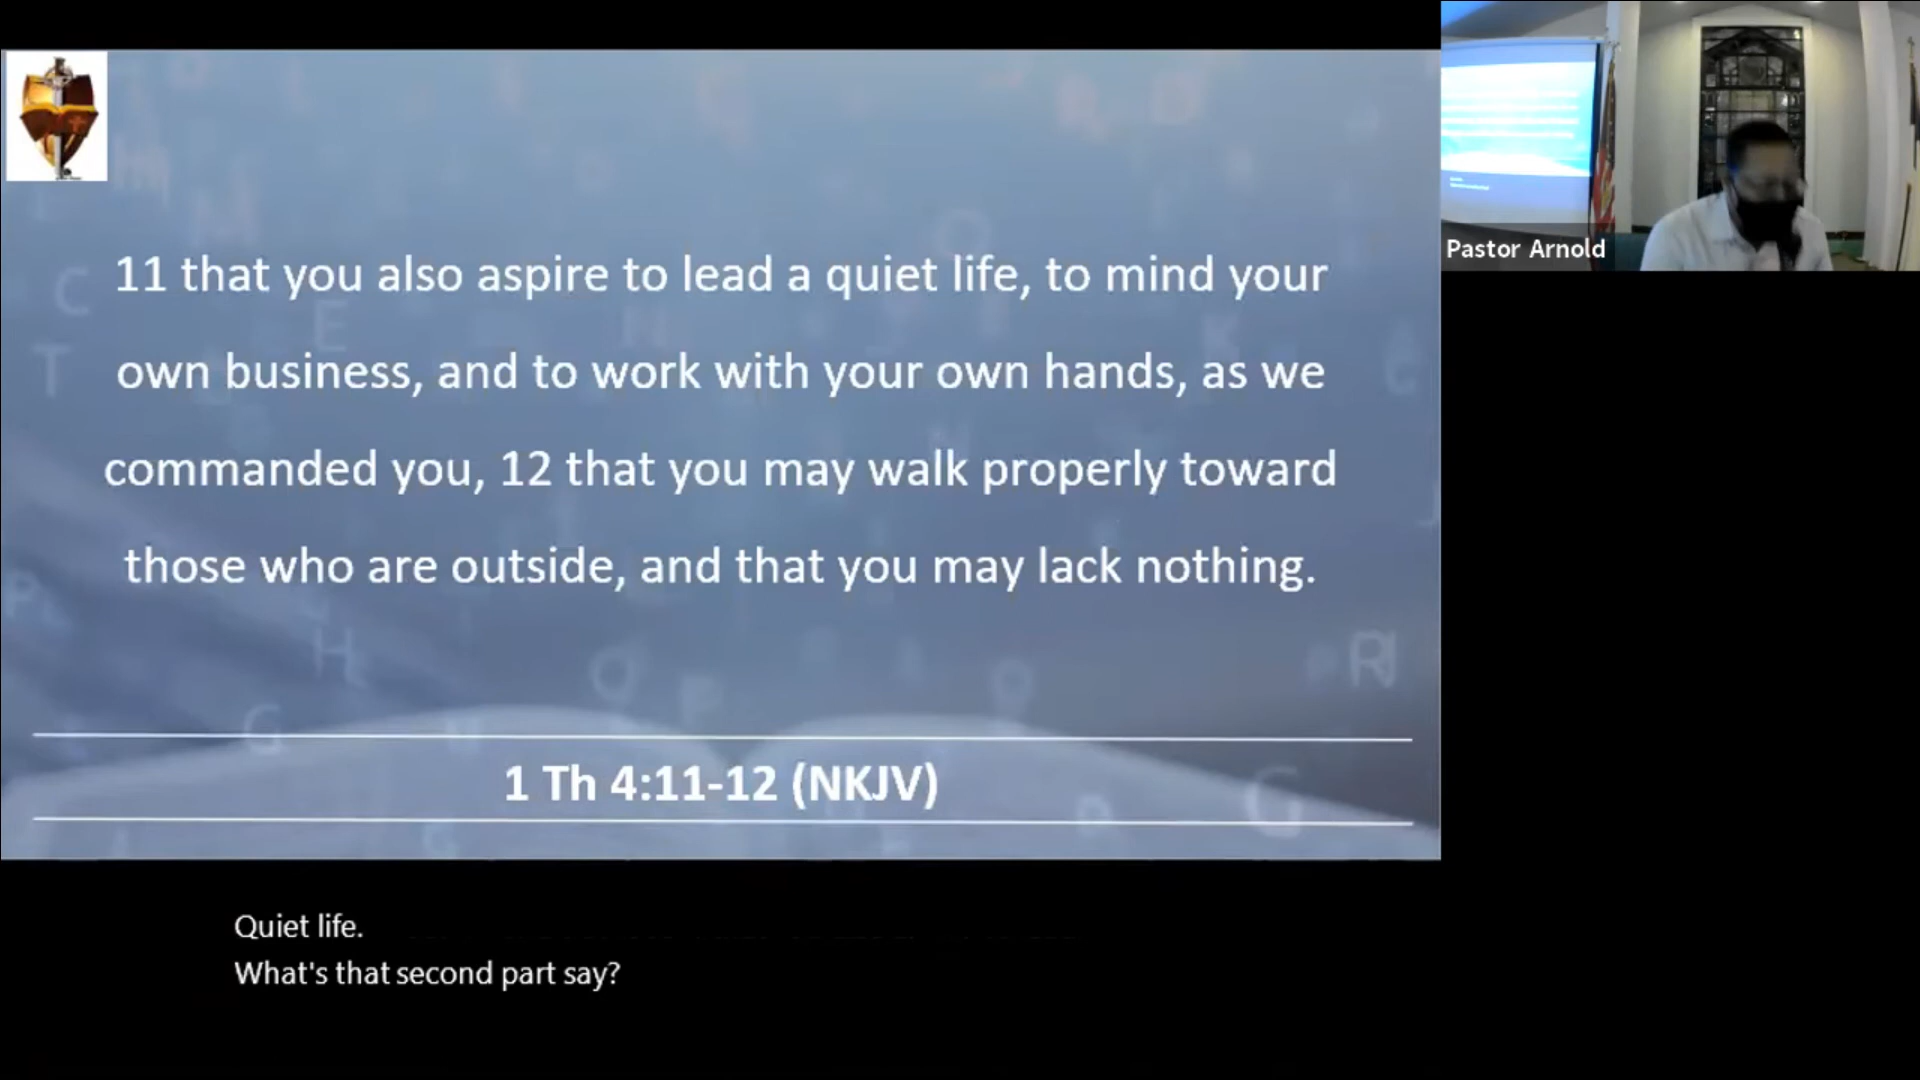 11 that you also aspire to lead a quiet life, to mind your
own business, and to work with your own hands, as we
commanded you, 12 that you may walk properly toward
those who are outside, and that you may lack nothing.
1 Th 4:11-12 (NKJV)
Pastor Arnold
Quiet life.
What's that second part say?